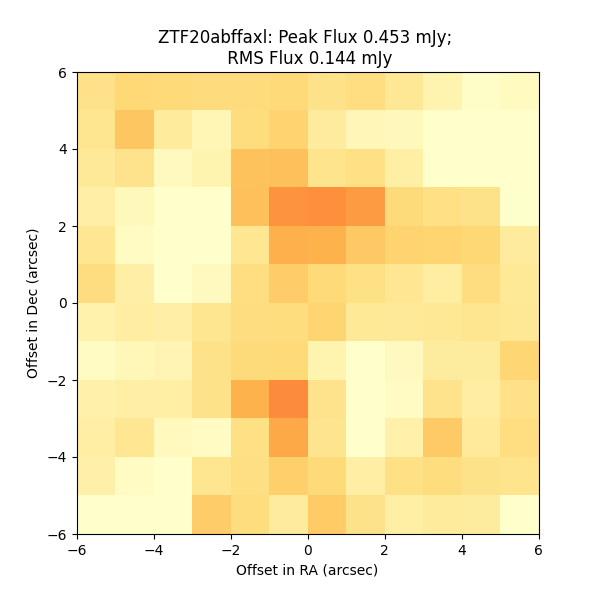 ZTF20abffaxl: Peak Flux 0.453 mJy;
RMS Flux 0.144 mJy
6
4
2
0
−2
−4
−6
Offset in Dec (arcsec)
−6 −4 −2 0 2 4 6
Offset in RA (arcsec)